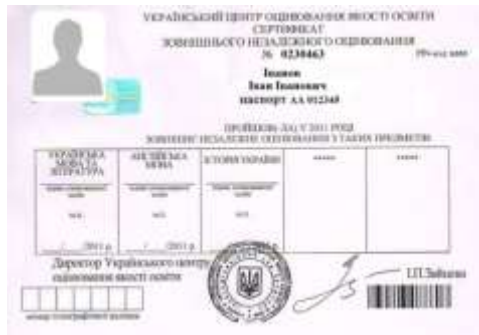 УКРАЇНСЬКИЙ ЦЕНТР ОЦІНЮВАННЯ ЯКОСТІ ОСВІТИ
СЕРТИФІКАТ
ЗОВНІШНЬОГО НЕЗАЛЕЖНОГО ОЦІНЮВАННЯ
№ 0230463
Іванов
Іван Іванович
паспорт АА 012345
ПРОЙШОВ(-ЛА) У 2011 РОЦІ
ЗОВНІШНЄ НЕЗАЛЕЖНЕ ОЦІНЮВАННЯ З ТАКИХ ПРЕДМЕТІВ:
УКРАЇНСЬКА МОВА ТА ЛІТЕРАТУРА
АНГЛІЙСЬКА МОВА
ІСТОРІЯ УКРАЇНИ
*****
*****
2011 р.
2011 р.
Директор Українського центру
оцінювання якості освіти